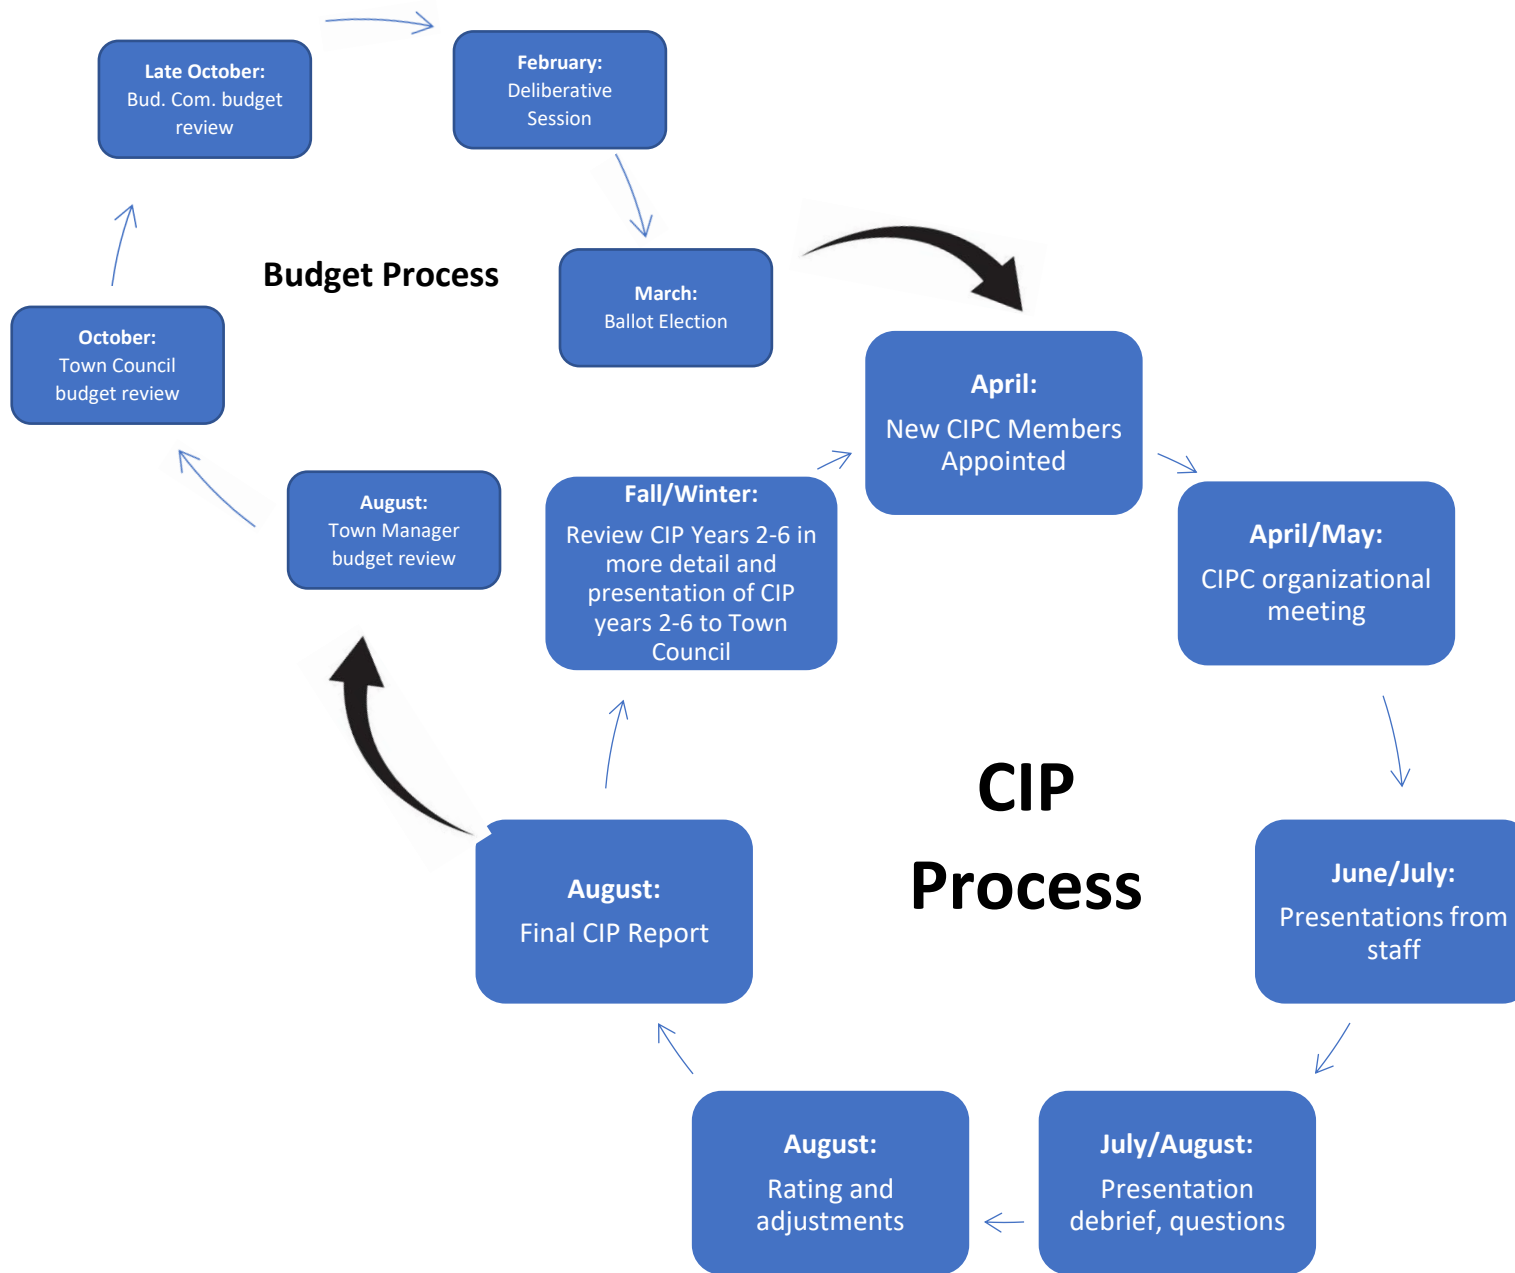 Late October:
Bud. Com. budget
review
February:
Deliberative
Session
Budget Process
March:
Ballot Election
October:
Town Council
budget review
August:
Town Manager
budget review
April:
New CIPC Members
Appointed
Fall/Winter:
Review CIP Years 2-6 in
more detail and
presentation of CIP
years 2-6 to Town
Council
April/May:
CIPC organizational
meeting
CIP
Process
August:
Final CIP Report
June/July:
Presentations from
staff
August:
Rating and
adjustments
July/August:
Presentation
debrief, questions